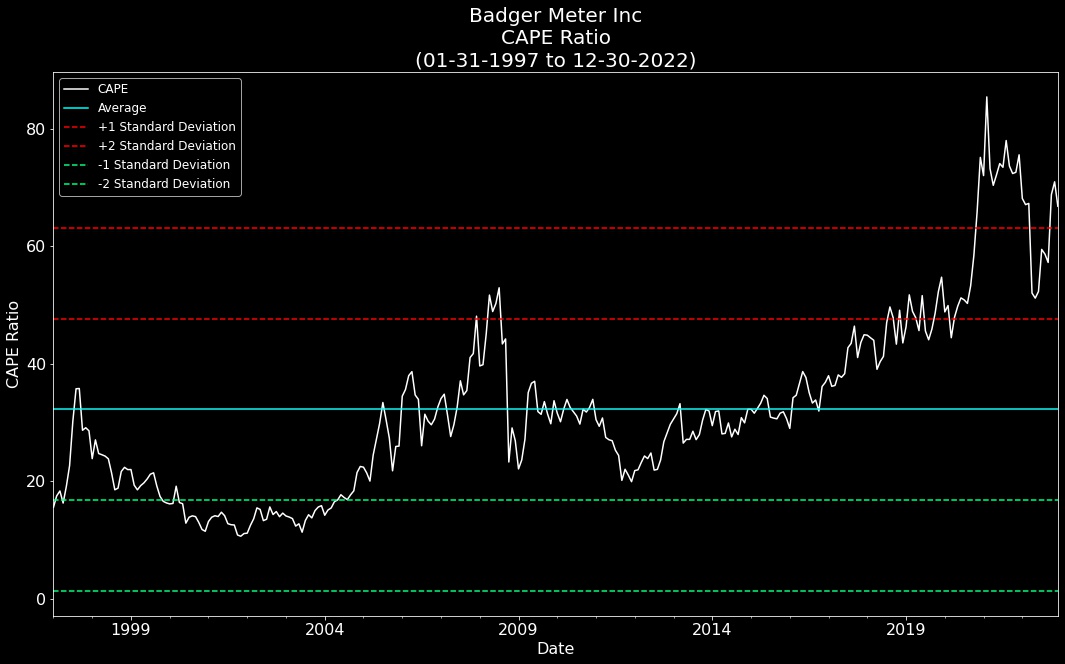 Badger Meter Inc
CAPE Ratio
(01-31-1997 to 12-30-2022)
CAPE
Average
+1 Standard Deviation
+2 Standard Deviation
-1 Standard Deviation
-2 Standard Deviation
80
60
40
20
0
CAPE Ratio
1999
2004
2009
2014
2019
Date